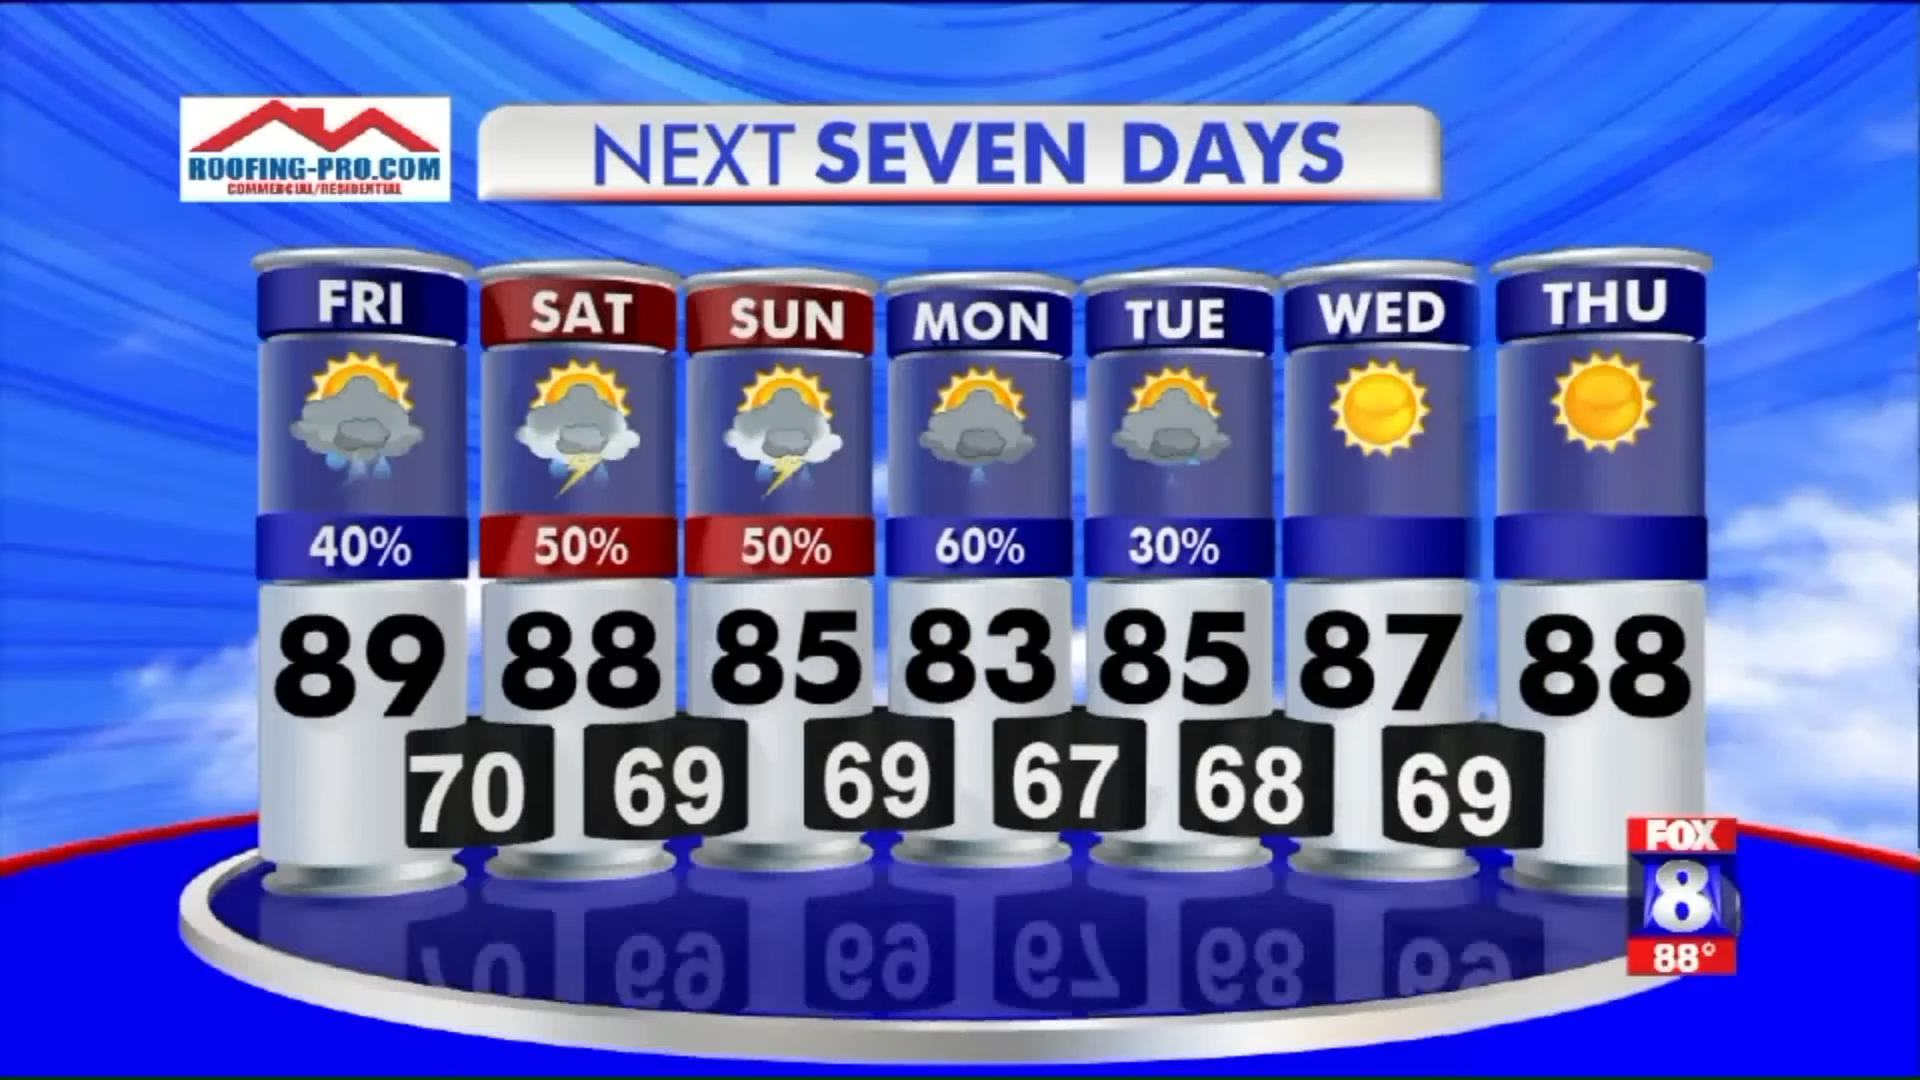 ROOFING-PRO.COM
COMMERCIAL/RESIDENTIAL
NEXT SEVEN DAYS
FRI SAT SUN MON TUE WED THU
40% 50% 50% 60% 30%
89 88 85 83 85 87 88
70 69 69 67 68 69
FOX
8
88°